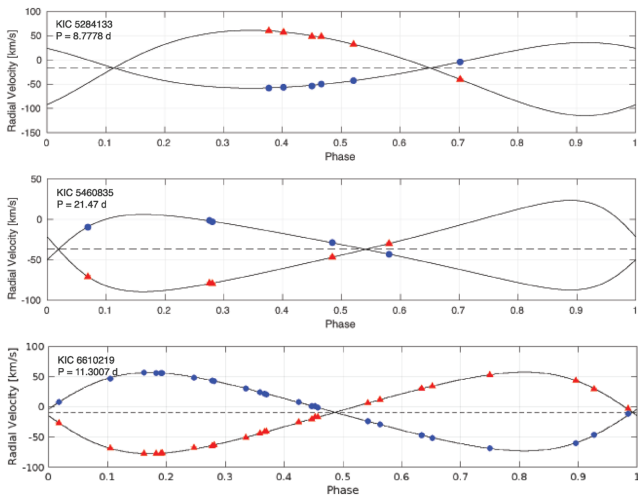 100
50
0
-50
-100
-150
Radial Velocity [km/s]
KIC 5284133
P = 8.7778 d
0 0.1 0.2 0.3 0.4 0.5 0.6 0.7 0.8 0.9 1
Phase
50
0
-50
-100
Radial Velocity [km/s]
KIC 5460835
P = 21.47 d
0 0.1 0.2 0.3 0.4 0.5 0.6 0.7 0.8 0.9 1
Phase
100
50
0
-50
-100
Radial Velocity [km/s]
KIC 6610219
P = 11.3007 d
0 0.1 0.2 0.3 0.4 0.5 0.6 0.7 0.8 0.9 1
Phase